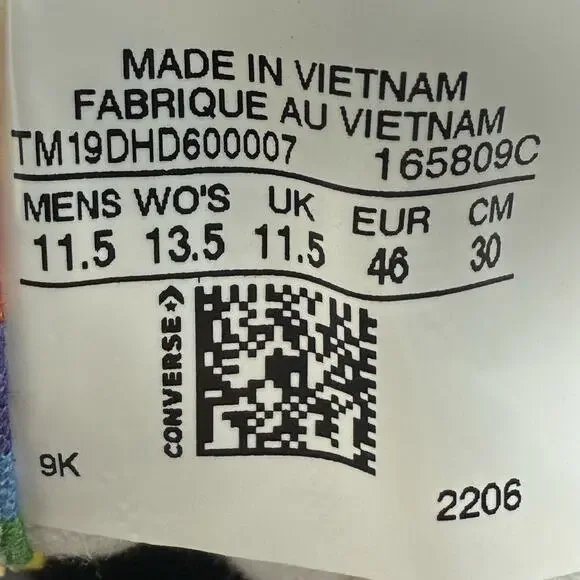 MADE IN VIETNAM
FABRIQUE AU VIETNAM
TM19DHD600007 165809C
MENS WO'S UK EUR CM
11.5 13.5 11.5 46 30
CONVERSE
9K
2206